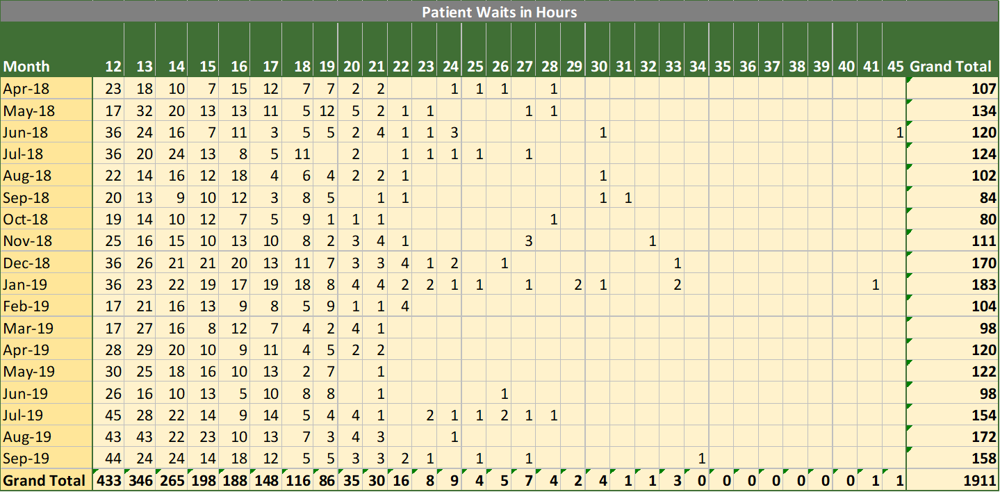 Patient Waits in Hours
Month 12 13 14 15 16 17 18 19 20 21 22 23 24 25 26 27 28 29 30 31 32 33 34 35 36 37 38 39 40 41 45 Grand Total
Apr-18 23 18 10 7 15 12 7 7 2 2 1 1 1 1 107
May-18 17 32 20 13 13 11 5 12 5 2 1 1 1 1 134
Jun-18 36 24 16 7 11 3 5 5 2 4 1 1 3 1 1 120
Jul-18 36 20 24 13 8 5 11 2 1 1 1 1 1 124
Aug-18 22 14 16 12 18 4 6 4 2 2 1 1 102
Sep-18 20 13 9 10 12 3 8 5 1 1 1 1 84
Oct-18 19 14 10 12 7 5 9 1 1 1 1 80
Nov-18 25 16 15 10 13 10 8 2 3 4 1 3 1 111
Dec-18 36 26 21 21 20 13 11 7 3 3 4 1 2 1 1 170
Jan-19 36 23 22 19 17 19 18 8 4 4 2 2 1 1 1 2 1 2 1 183
Feb-19 17 21 16 13 9 8 5 9 1 1 4 104
Mar-19 17 27 16 8 12 7 4 2 4 1 98
Apr-19 28 29 20 10 9 11 4 5 2 2 120
May-19 30 25 18 16 10 13 2 7 1 122
Jun-19 26 16 10 13 5 10 8 8 1 1 98
Jul-19 45 28 22 14 9 14 5 4 4 1 2 1 1 2 1 1 154
Aug-19 43 43 22 23 10 13 7 3 4 3 1 172
Sep-19 44 24 24 14 18 12 5 5 3 3 2 1 1 1 1 158
Grand Total 433 346 265 198 188 148 116 86 35 30 16 8 9 4 5 7 4 2 4 1 1 3 0 0 0 0 0 0 0 1 1 1911